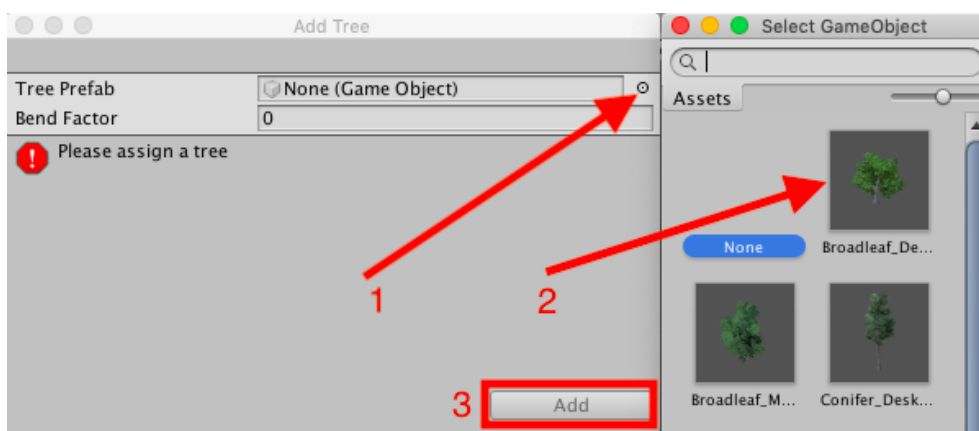 Add Tree
Tree Prefab
None (Game Object)
Bend Factor
0
Please assign a tree
1
2
3
Add
Select GameObject
Assets
None
Broadleaf_De...
Broadleaf_M...
Conifer_Desk...